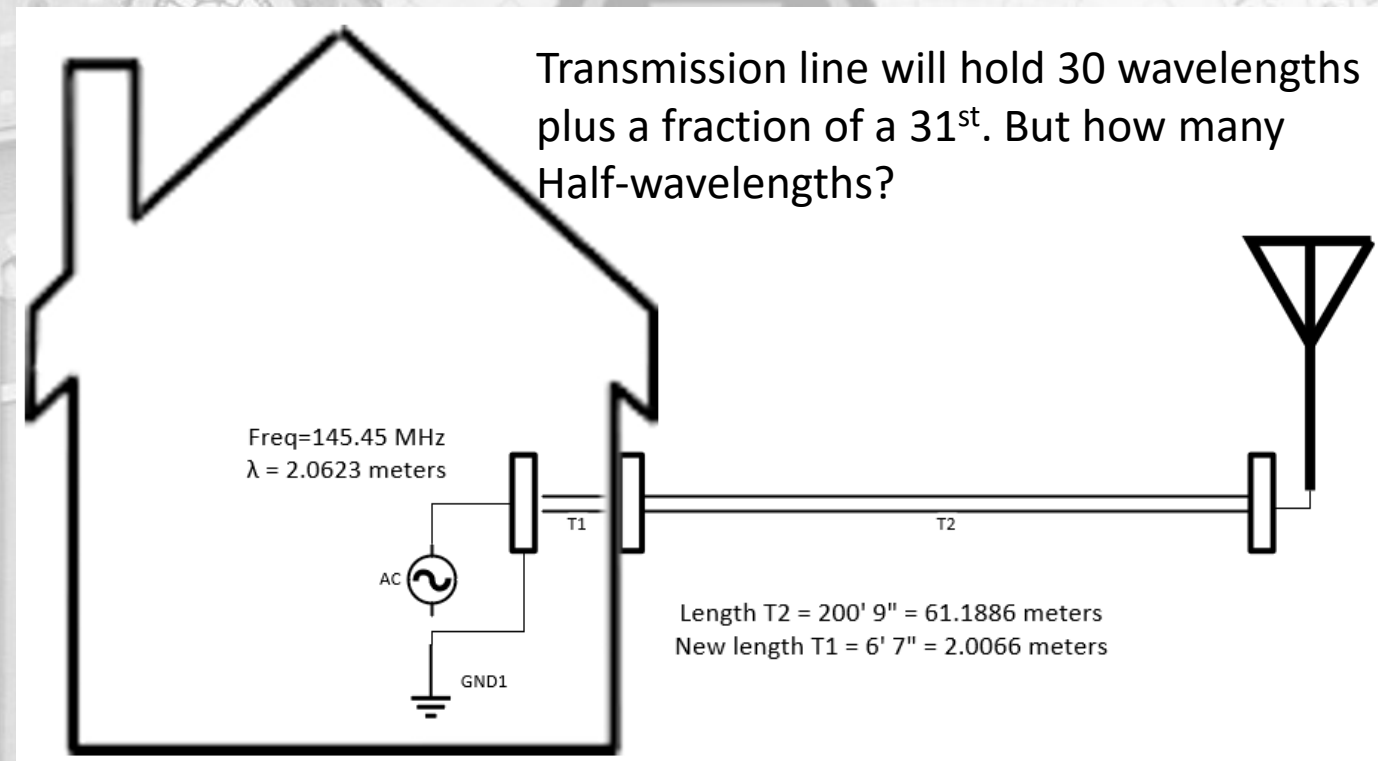 Transmission line will hold 30 wavelengths
plus a fraction of a 31st. But how many
Half-wavelengths?
Freq=145.45 MHz
λ = 2.0623 meters
T1
T2
AC
Length T2 = 200' 9" = 61.1886 meters
New length T1 = 6' 7" = 2.0066 meters
GND1